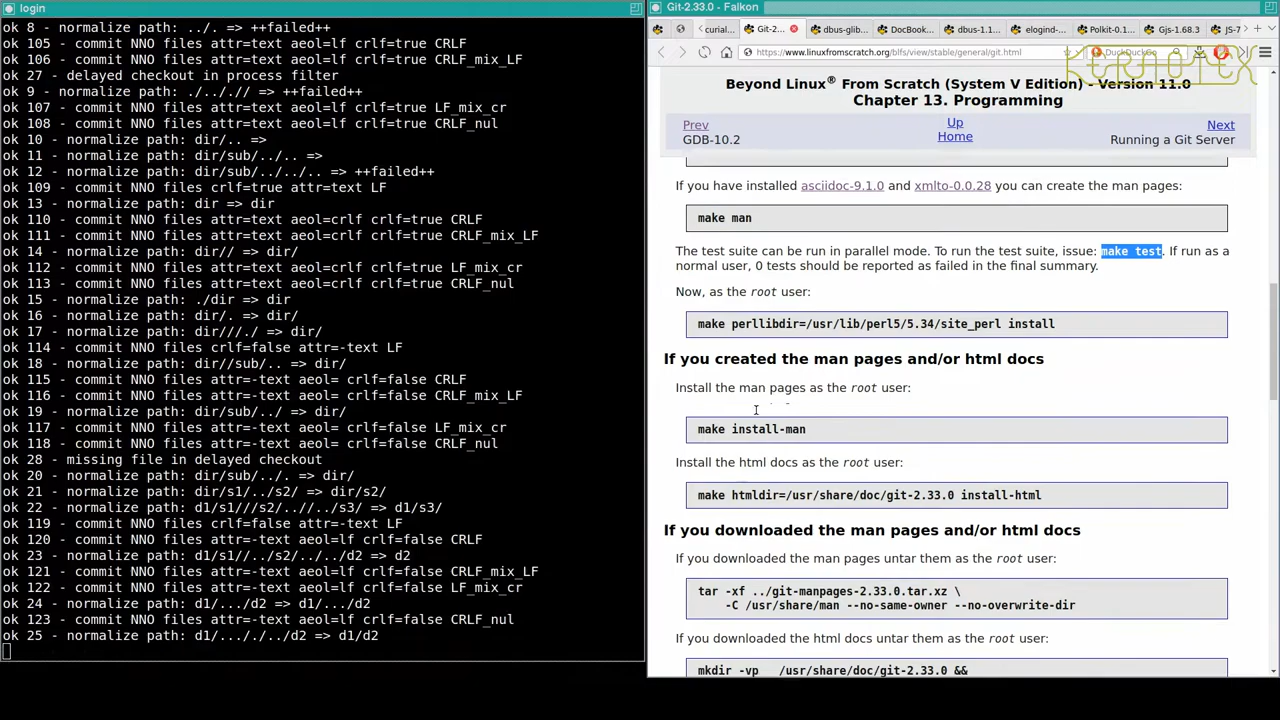 login
ok 8 - normalize path: ../. => ++failed++
ok 105 - commit NNO files attr=text aeol=lf crlf=true CRLF
ok 106 - commit NNO files attr=text aeol=lf crlf=true CRLF_mix_LF
ok 27 - delayed checkout in process filter
ok 9 - normalize path: ./../.// => ++failed++
ok 107 - commit NNO files attr=text aeol=lf crlf=true LF_mix_cr
ok 108 - commit NNO files attr=text aeol=lf crlf=true CRLF_nul
ok 10 - normalize path: dir/.. =>
ok 11 - normalize path: dir/sub/../.. =>
ok 12 - normalize path: dir/sub/../../.. => ++failed++
ok 109 - commit NNO files crlf=true attr=text LF
ok 13 - normalize path: dir => dir
ok 110 - commit NNO files attr=text aeol=crlf crlf=true CRLF
ok 111 - commit NNO files attr=text aeol=crlf crlf=true CRLF_mix_LF
ok 14 - normalize path: dir// => dir/
ok 112 - commit NNO files attr=text aeol=crlf crlf=true LF_mix_cr
ok 113 - commit NNO files attr=text aeol=crlf crlf=true CRLF_nul
ok 15 - normalize path: ./dir => dir
ok 16 - normalize path: dir/. => dir/
ok 17 - normalize path: dir///./ => dir/
ok 114 - commit NNO files crlf=false attr=-text LF
ok 18 - normalize path: dir//sub/.. => dir/
ok 115 - commit NNO files attr=-text aeol= crlf=false CRLF
ok 116 - commit NNO files attr=-text aeol= crlf=false CRLF_mix_LF
ok 19 - normalize path: dir/sub/../ => dir/
ok 117 - commit NNO files attr=-text aeol= crlf=false LF_mix_cr
ok 118 - commit NNO files attr=-text aeol= crlf=false CRLF_nul
ok 28 - missing file in delayed checkout
ok 20 - normalize path: dir/sub/../. => dir/
ok 21 - normalize path: dir/s1/../s2/ => dir/s2/
ok 22 - normalize path: d1/s1///s2/..//../s3/ => d1/s3/
ok 119 - commit NNO files crlf=false attr=-text LF
ok 120 - commit NNO files attr=-text aeol=lf crlf=false CRLF
ok 23 - normalize path: d1/s1//../s2/../../d2 => d2
ok 121 - commit NNO files attr=-text aeol=lf crlf=false CRLF_mix_LF
ok 122 - commit NNO files attr=-text aeol=lf crlf=false LF_mix_cr
ok 24 - normalize path: d1/.../d2 => d1/.../d2
ok 123 - commit NNO files attr=-text aeol=lf crlf=false CRLF_nul
ok 25 - normalize path: d1/..././../d2 => d1/d2
Git-2.33.0 - Falkon
curial... Git-2.33.0 dbus-glib... DocBook... dbus-1.1... elogind-... Polkit-0.1... Gjs-1.68.3 JS-7
https://www.linuxfromscratch.org/blfs/view/stable/general/git.html DuckDuckGo
KERNOTEX
Beyond Linux® From Scratch (System V Edition) - Version 11.0
Chapter 13. Programming
Prev Up Next
GDB-10.2 Home Running a Git Server
If you have installed asciidoc-9.1.0 and xmlto-0.0.28 you can create the man pages:
make man
The test suite can be run in parallel mode. To run the test suite, issue: make test. If run as a
normal user, 0 tests should be reported as failed in the final summary.
Now, as the root user:
make perllibdir=/usr/lib/perl5/5.34/site_perl install
If you created the man pages and/or html docs
Install the man pages as the root user:
make install-man
Install the html docs as the root user:
make htmldir=/usr/share/doc/git-2.33.0 install-html
If you downloaded the man pages and/or html docs
If you downloaded the man pages untar them as the root user:
tar -xf ../git-manpages-2.33.0.tar.xz \
-C /usr/share/man --no-same-owner --no-overwrite-dir
If you downloaded the html docs untar them as the root user:
mkdir -vp /usr/share/doc/git-2.33.0 &&